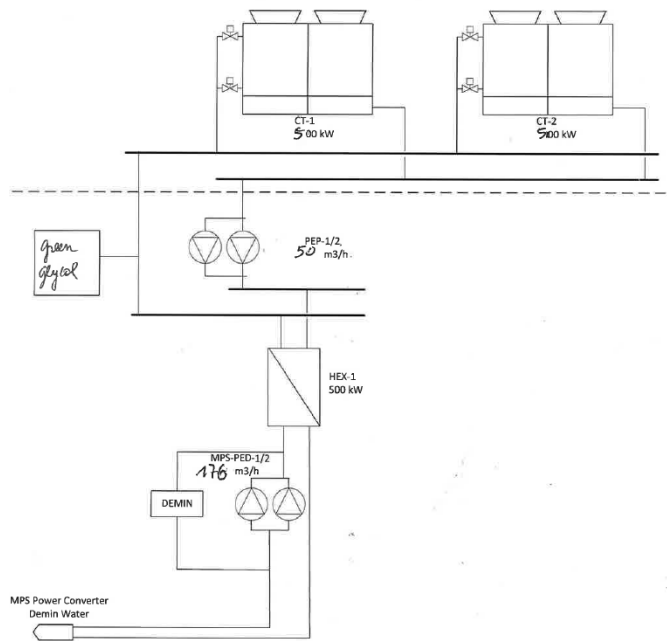 CT-1
500 kW
CT-2
500 kW
green
glycol
PEP-1/2,
50 m3/h.
HEX-1
500 kW
MPS-PED-1/2
176 m3/h
DEMIN
MPS Power Converter
Demin Water